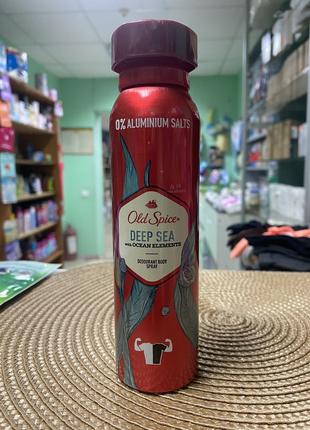 0% ALUMINIUM SALTS
Old Spice
DEEP SEA
WITH OCEAN ELEMENTS
DEODORANT BODY
SPRAY